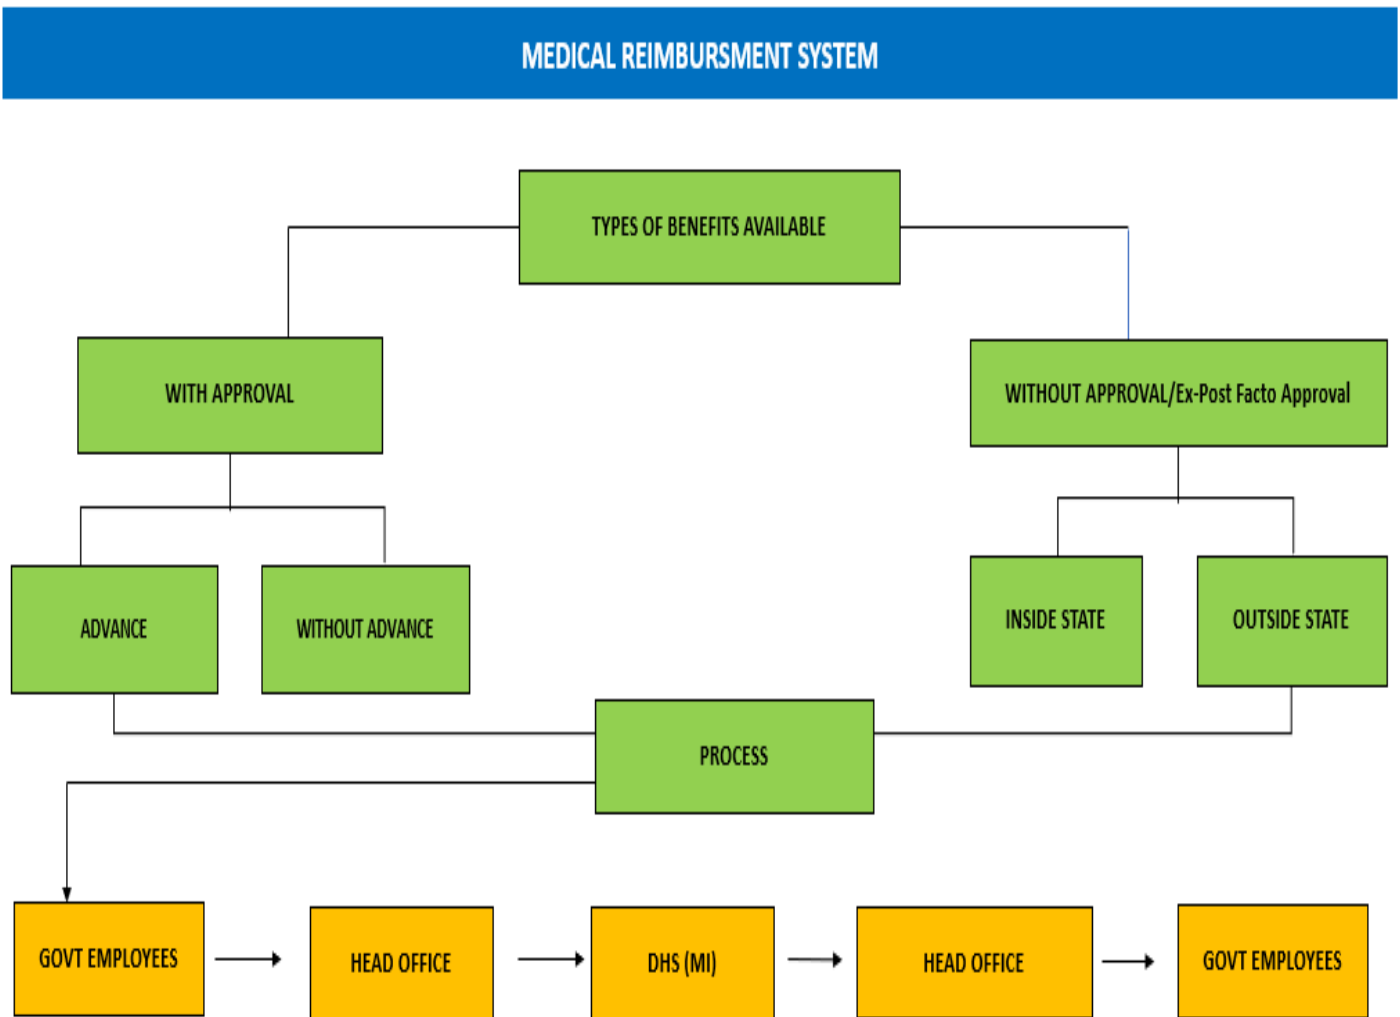 MEDICAL REIMBURSMENT SYSTEM
TYPES OF BENEFITS AVAILABLE
WITH APPROVAL
WITHOUT APPROVAL/Ex-Post Facto Approval
ADVANCE
WITHOUT ADVANCE
INSIDE STATE
OUTSIDE STATE
PROCESS
GOVT EMPLOYEES
HEAD OFFICE
DHS (MI)
HEAD OFFICE
GOVT EMPLOYEES